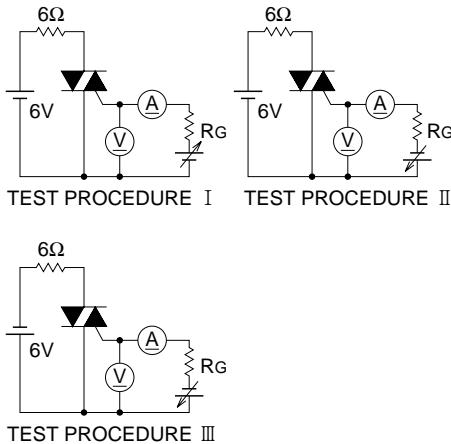 6Ω
6V
A
V
RG
TEST PROCEDURE Ⅰ
6Ω
6V
A
V
RG
TEST PROCEDURE Ⅱ
6Ω
6V
A
V
RG
TEST PROCEDURE Ⅲ